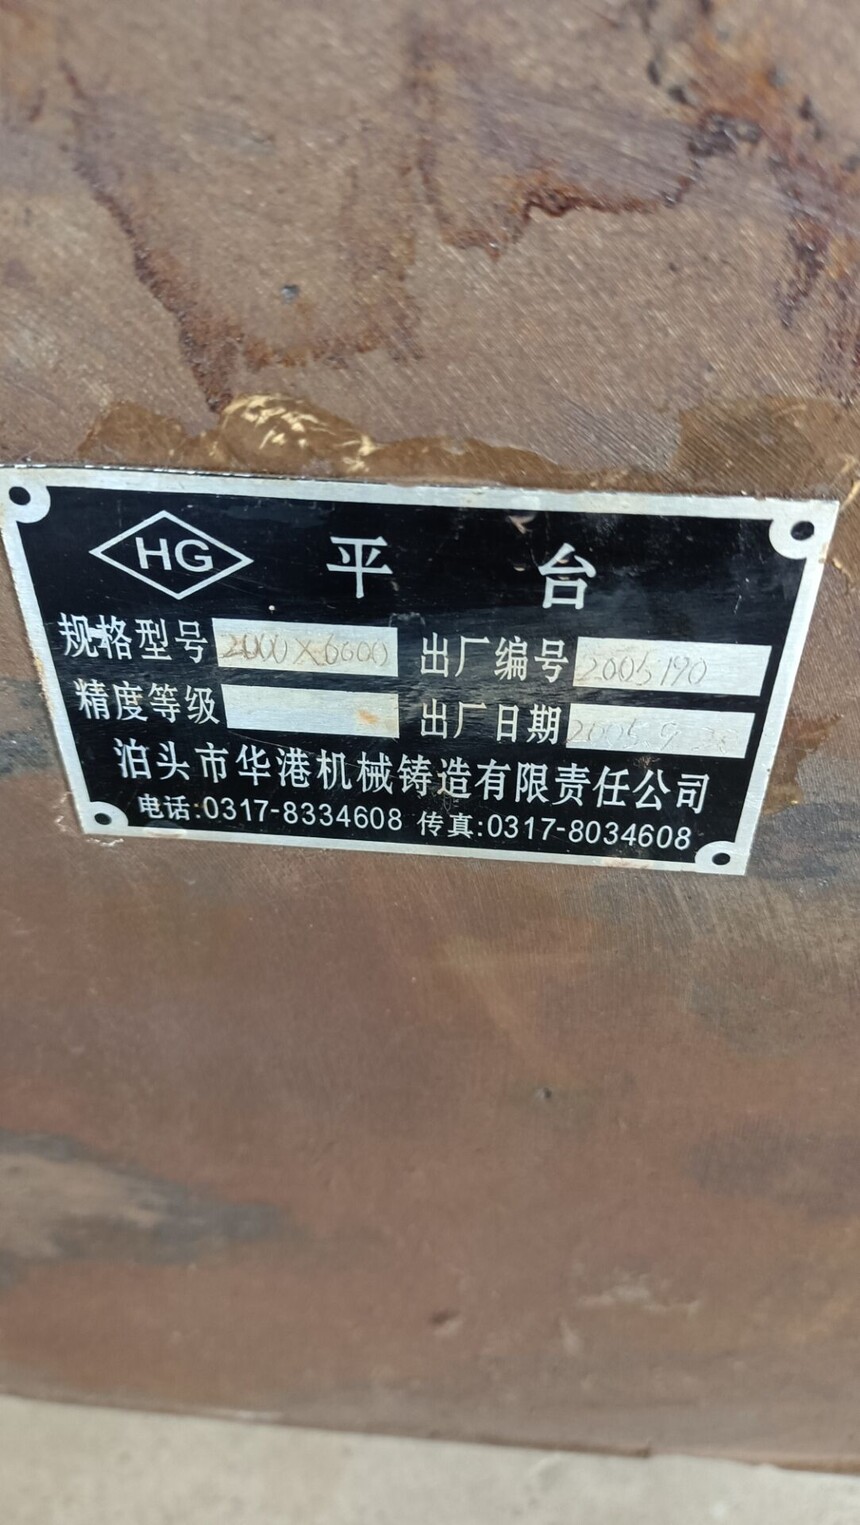 HG 平台
规格型号 2000×6000 出厂编号 2005190
精度等级 出厂日期 2005 9
泊头市华港机械铸造有限责任公司
电话:0317-8334608 传真:0317-8034608